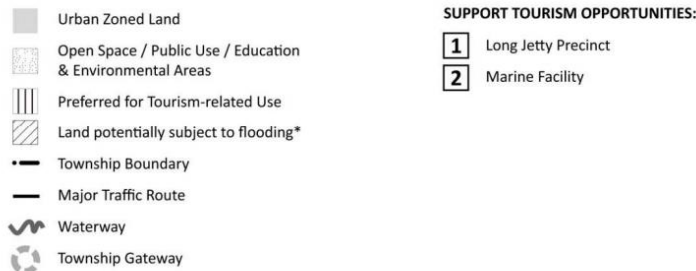 Urban Zoned Land
Open Space / Public Use / Education
& Environmental Areas
Preferred for Tourism-related Use
Land potentially subject to flooding*
Township Boundary
Major Traffic Route
Waterway
Township Gateway
SUPPORT TOURISM OPPORTUNITIES:
1 Long Jetty Precinct
2 Marine Facility